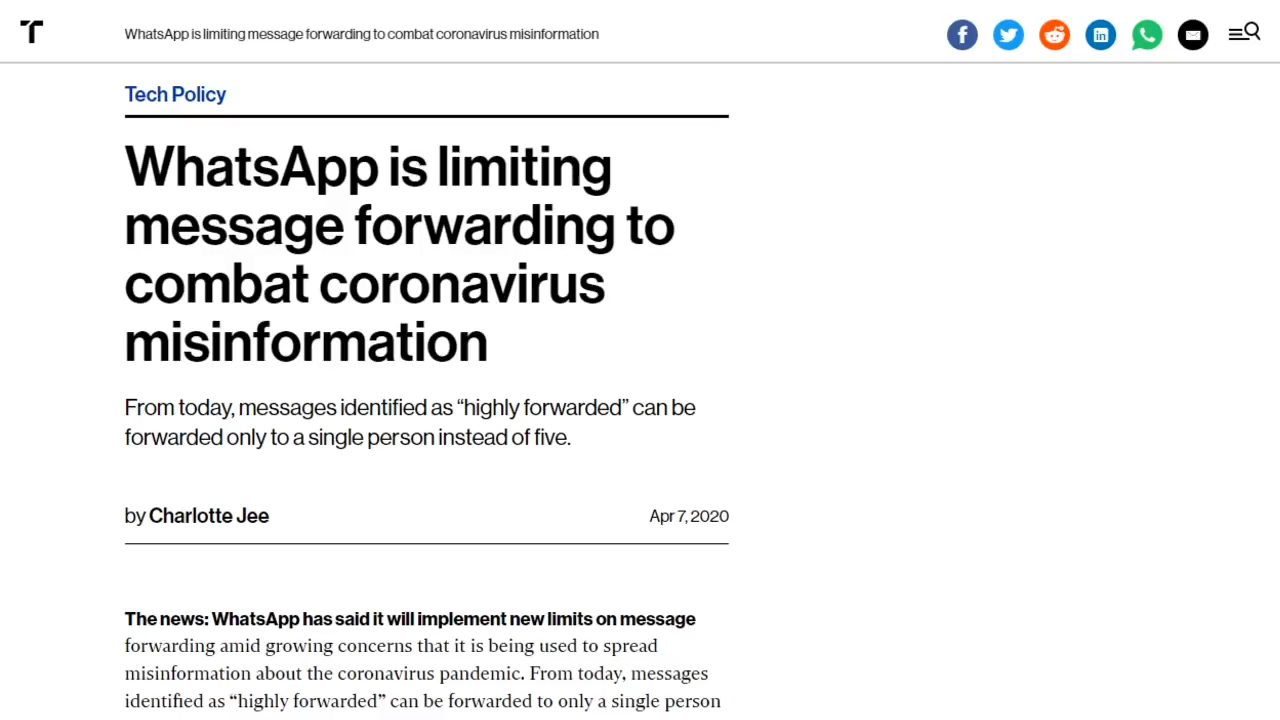 WhatsApp is limiting message forwarding to combat coronavirus misinformation
Tech Policy
WhatsApp is limiting
message forwarding to
combat coronavirus
misinformation
From today, messages identified as “highly forwarded” can be
forwarded only to a single person instead of five.
by Charlotte Jee
Apr 7, 2020
The news: WhatsApp has said it will implement new limits on message
forwarding amid growing concerns that it is being used to spread
misinformation about the coronavirus pandemic. From today, messages
identified as “highly forwarded” can be forwarded to only a single person